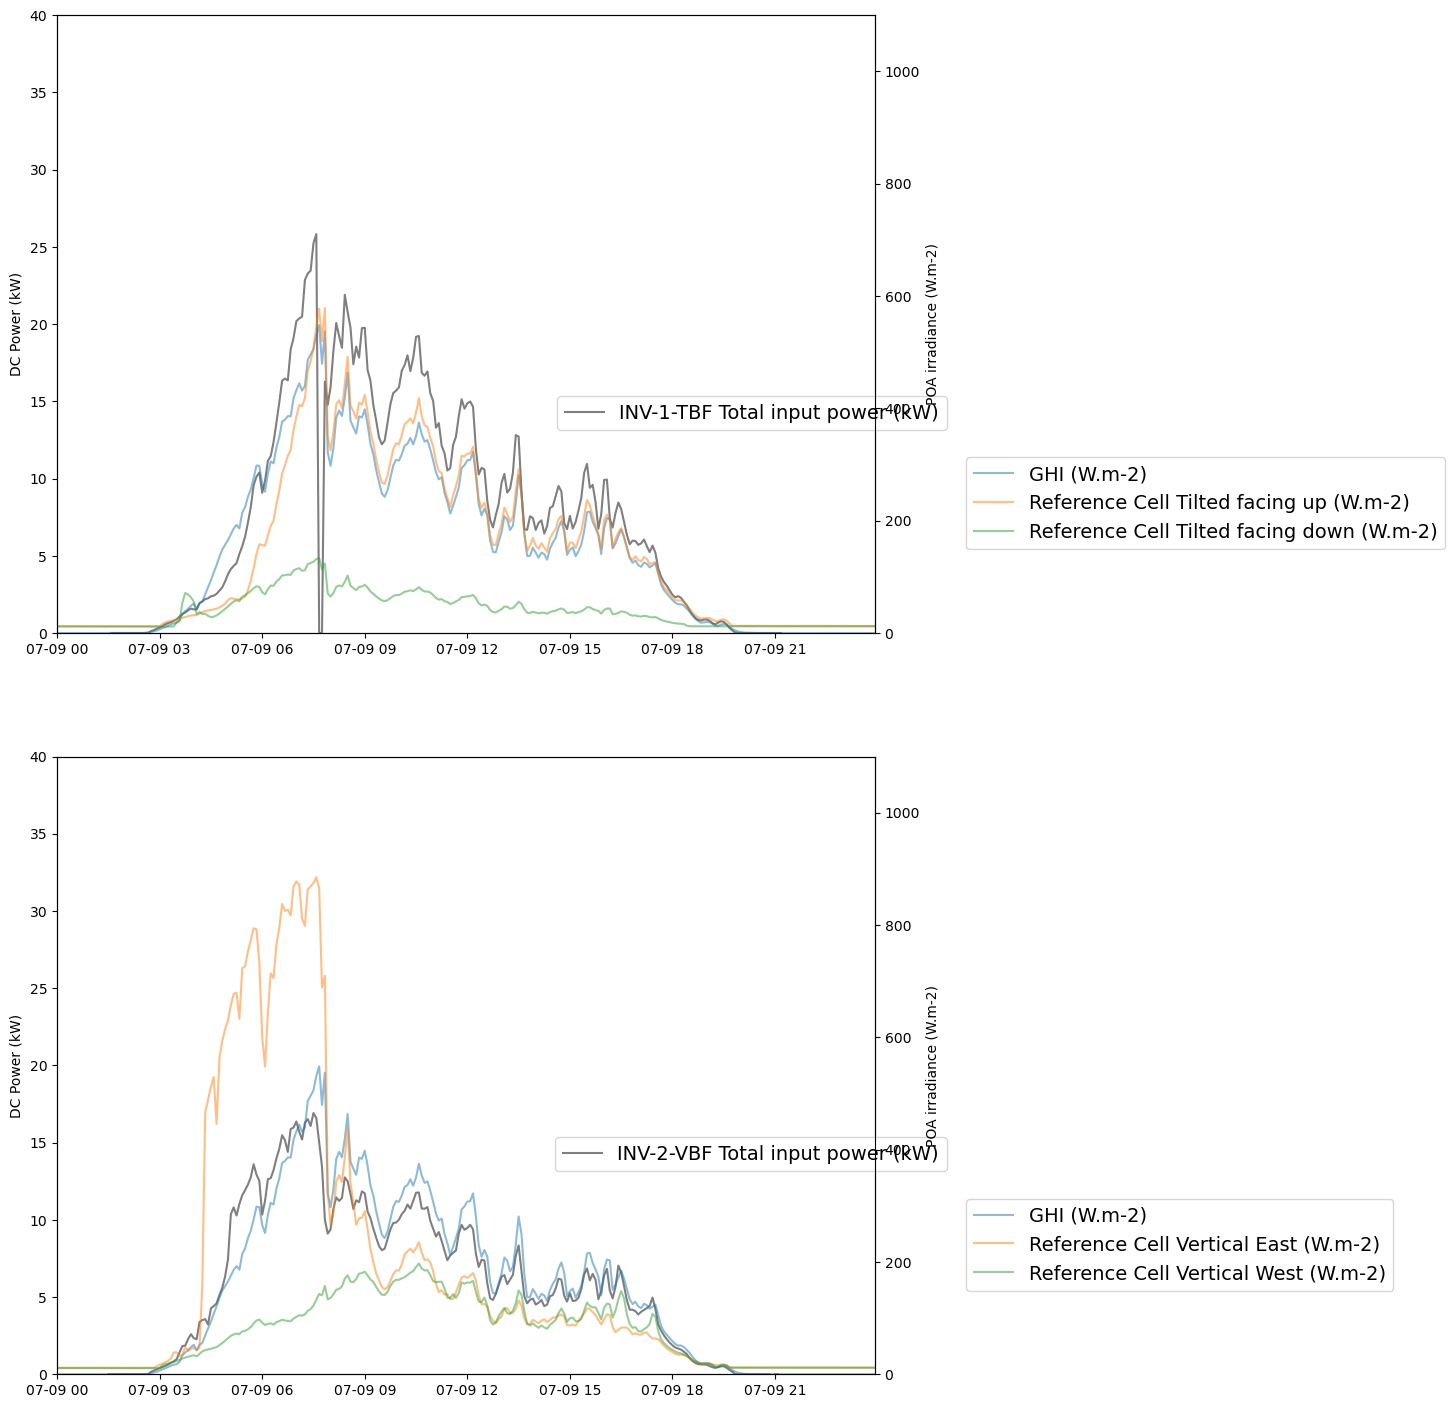 40
35
30
25
20
15
10
5
0
DC Power (kW)
1000
800
600
400
200
0
POA irradiance (W.m-2)
INV-1-TBF Total input power (kW)
GHI (W.m-2)
Reference Cell Tilted facing up (W.m-2)
Reference Cell Tilted facing down (W.m-2)
07-09 00 07-09 03 07-09 06 07-09 09 07-09 12 07-09 15 07-09 18 07-09 21
40
35
30
25
20
15
10
5
0
DC Power (kW)
1000
800
600
400
200
0
POA irradiance (W.m-2)
INV-2-VBF Total input power (kW)
GHI (W.m-2)
Reference Cell Vertical East (W.m-2)
Reference Cell Vertical West (W.m-2)
07-09 00 07-09 03 07-09 06 07-09 09 07-09 12 07-09 15 07-09 18 07-09 21